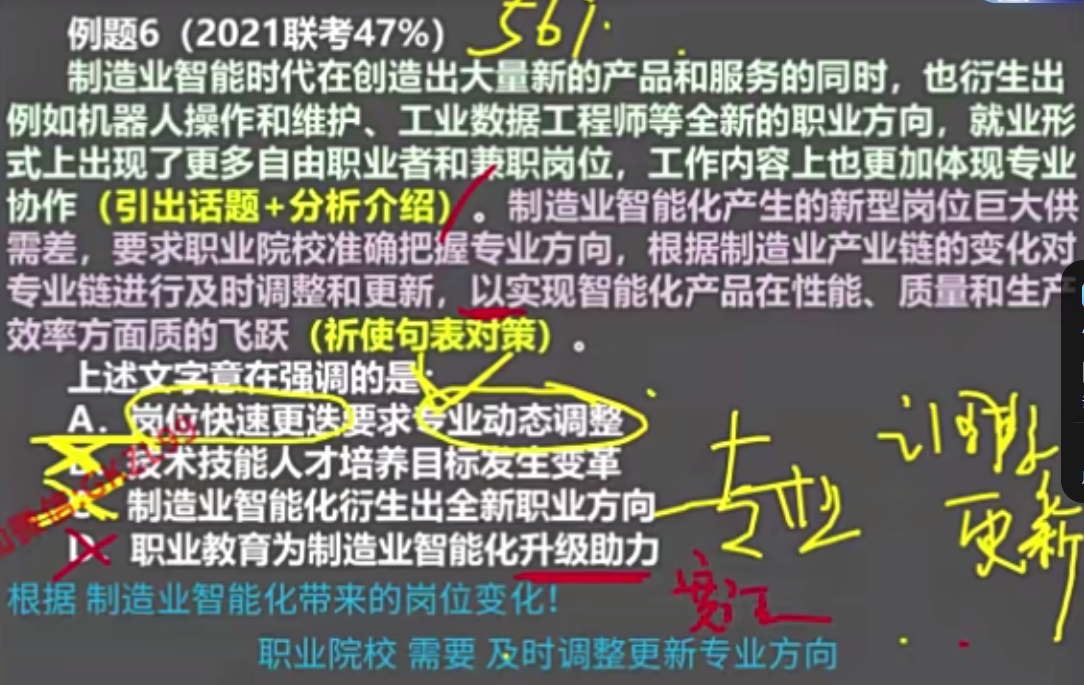 例题6（2021联考47%） 56%
制造业智能时代在创造出大量新的产品和服务的同时，也衍生出
例如机器人操作和维护、工业数据工程师等全新的职业方向，就业形
式上出现了更多自由职业者和兼职岗位，工作内容上也更加体现专业
协作（引出话题+分析介绍）。制造业智能化产生的新型岗位巨大供
需差，要求职业院校准确把握专业方向，根据制造业产业链的变化对
专业链进行及时调整和更新，以实现智能化产品在性能、质量和生产
效率方面质的飞跃（祈使句表对策）。
上述文字意在强调的是：
A．岗位快速更迭要求专业动态调整
B．技术技能人才培养目标发生变革
C．制造业智能化衍生出全新职业方向
D．职业教育为制造业智能化升级助力
专业
调整
更新
宽泛
根据 制造业智能化带来的岗位变化！
职业院校 需要 及时调整更新专业方向